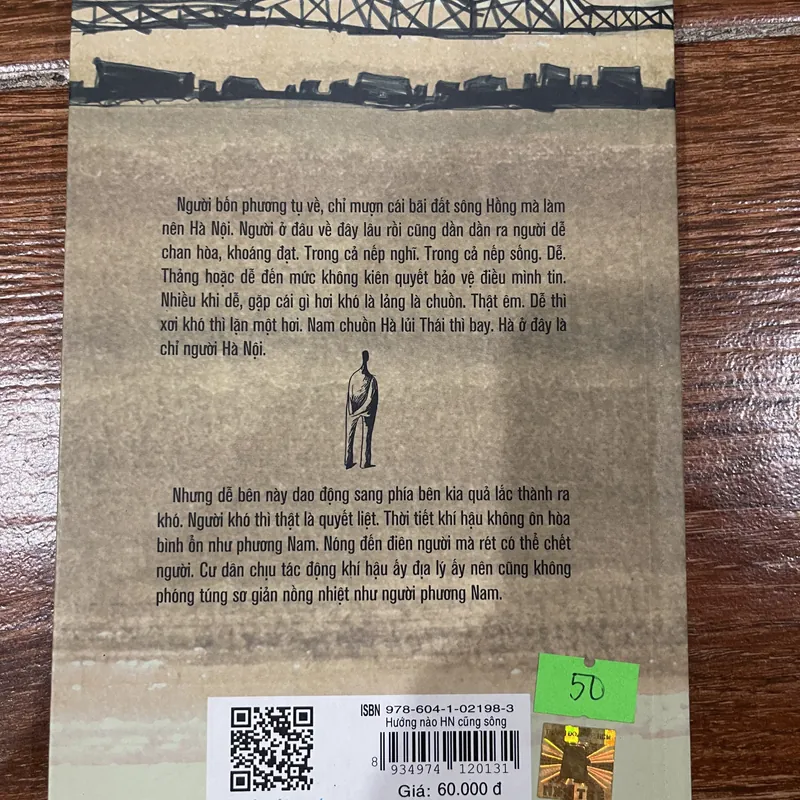 Người bốn phương tụ về, chỉ mượn cái bãi đất sông Hồng mà làm
nên Hà Nội. Người ở đâu về đây lâu rồi cũng dần dần ra người dễ
chan hòa, khoáng đạt. Trong cả nếp nghĩ. Trong cả nếp sống. Dễ.
Thảng hoặc dễ đến mức không kiên quyết bảo vệ điều mình tin.
Nhiều khi dễ, gặp cái gì hơi khó là lảng là chuồn. Thật êm. Dễ thì
xơi khó thì lặn một hơi. Nam chuồn Hà lủi Thái thì bay. Hà ở đây là
chỉ người Hà Nội.
Nhưng dễ bên này dao động sang phía bên kia quả lắc thành ra
khó. Người khó thì thật là quyết liệt. Thời tiết khí hậu không ôn hòa
bình ổn như phương Nam. Nóng đến điên người mà rét có thể chết
người. Cư dân chịu tác động khí hậu ấy địa lý ấy nên cũng không
phóng túng sơ giản nồng nhiệt như người phương Nam.
ISBN 978-604-1-02198-3
Hướng nào HN cũng sông
8 934974 120131
Giá: 60.000 đ
50